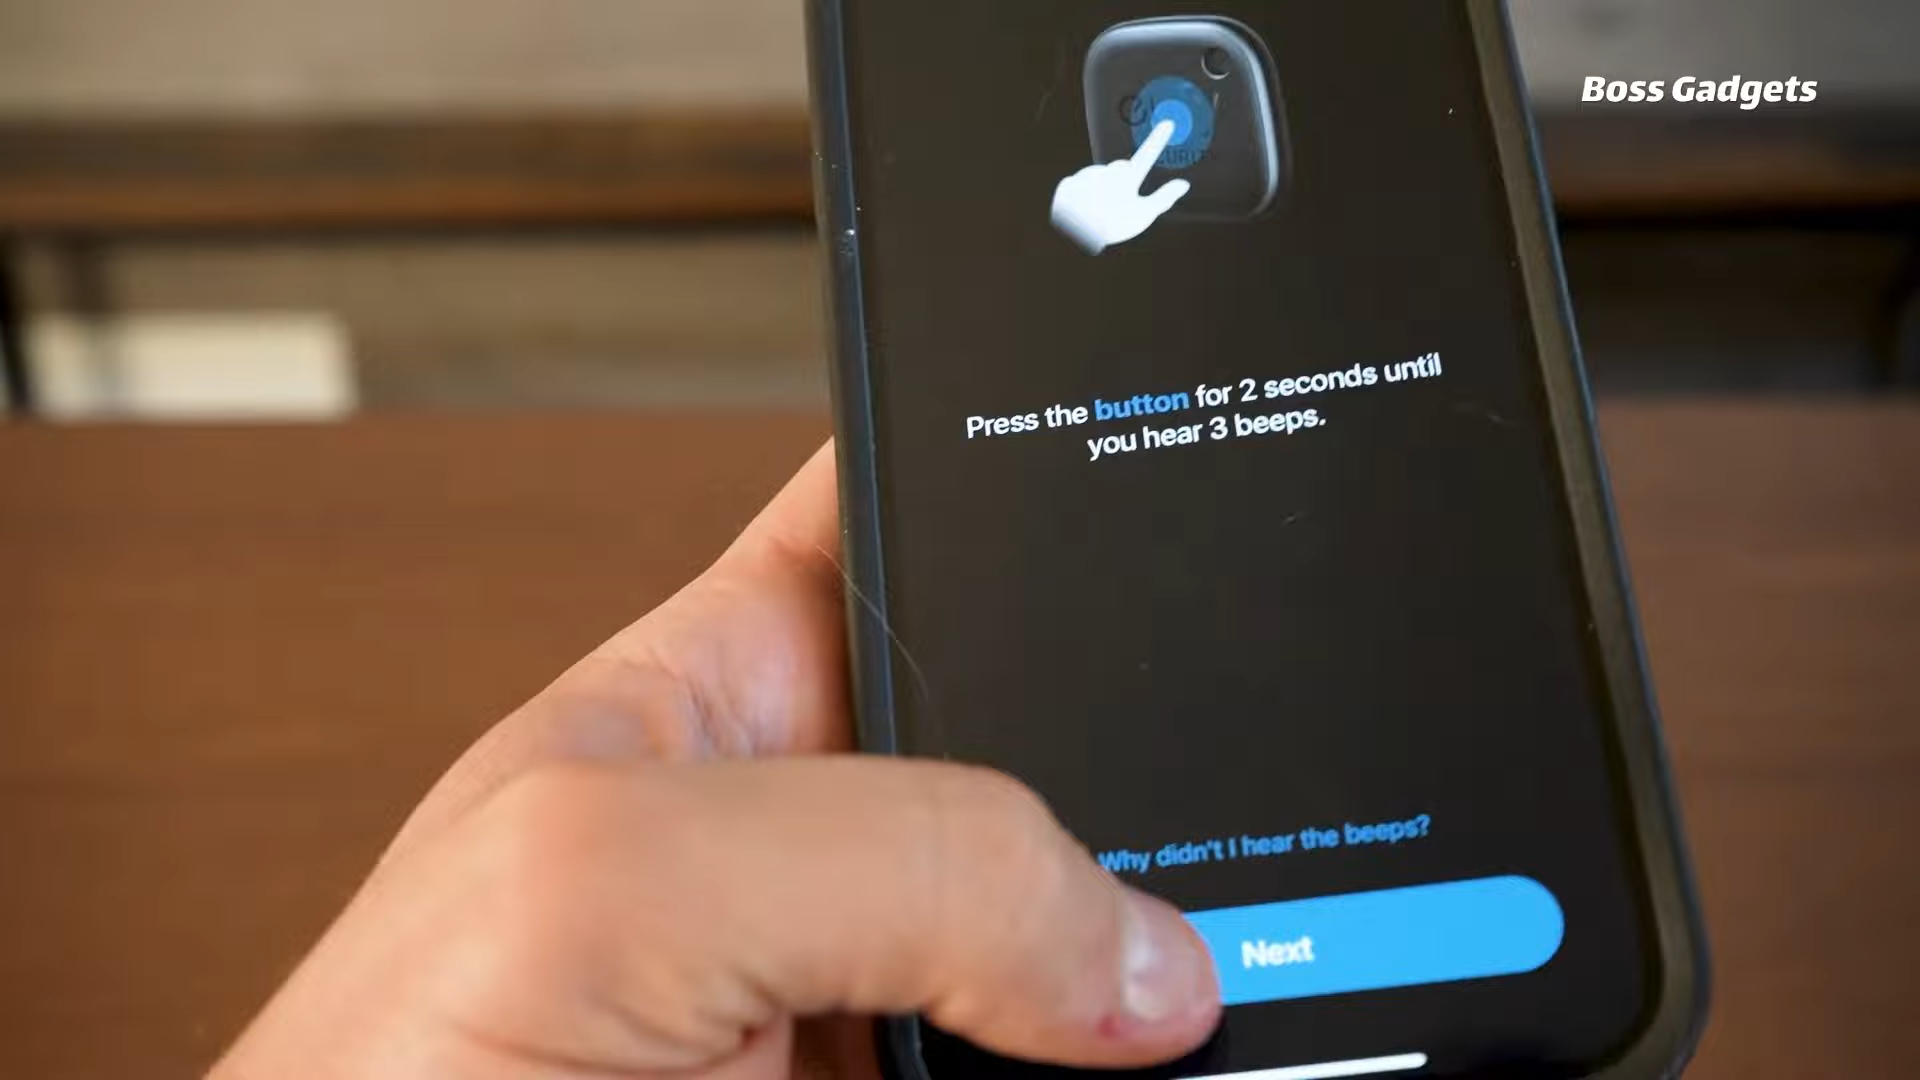 Boss Gadgets
Press the button for 2 seconds until
you hear 3 beeps.
Why didn't I hear the beeps?
Next